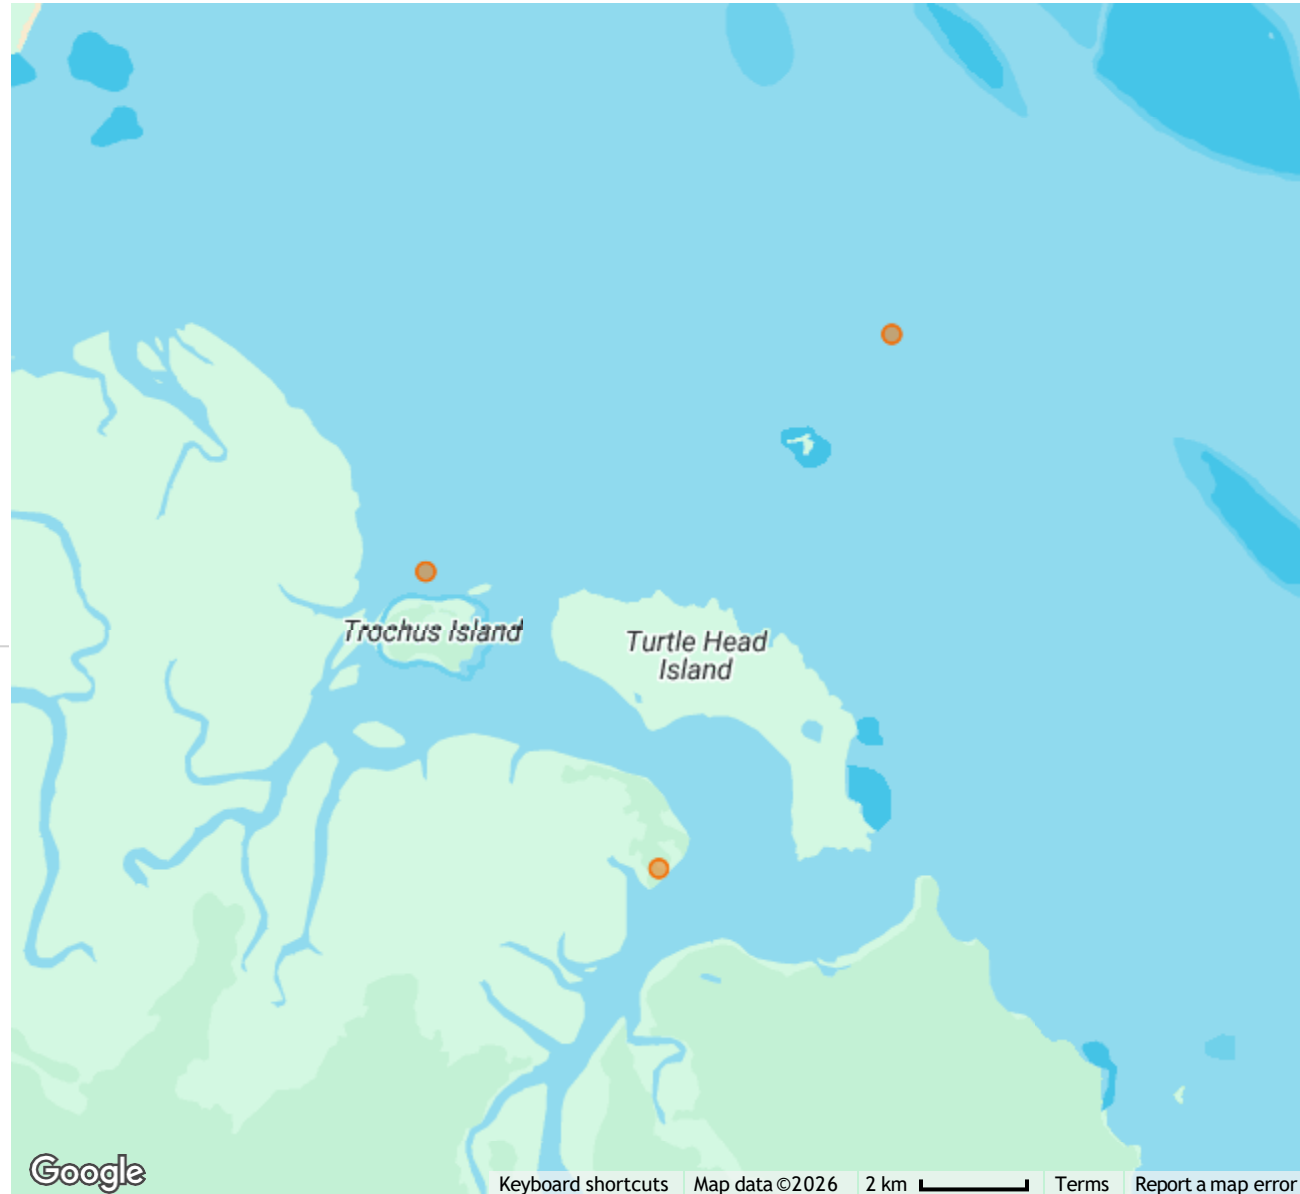 Trochus Island
Turtle Head
Island
Google
Keyboard shortcuts
Map data ©2026
2 km
Terms
Report a map error